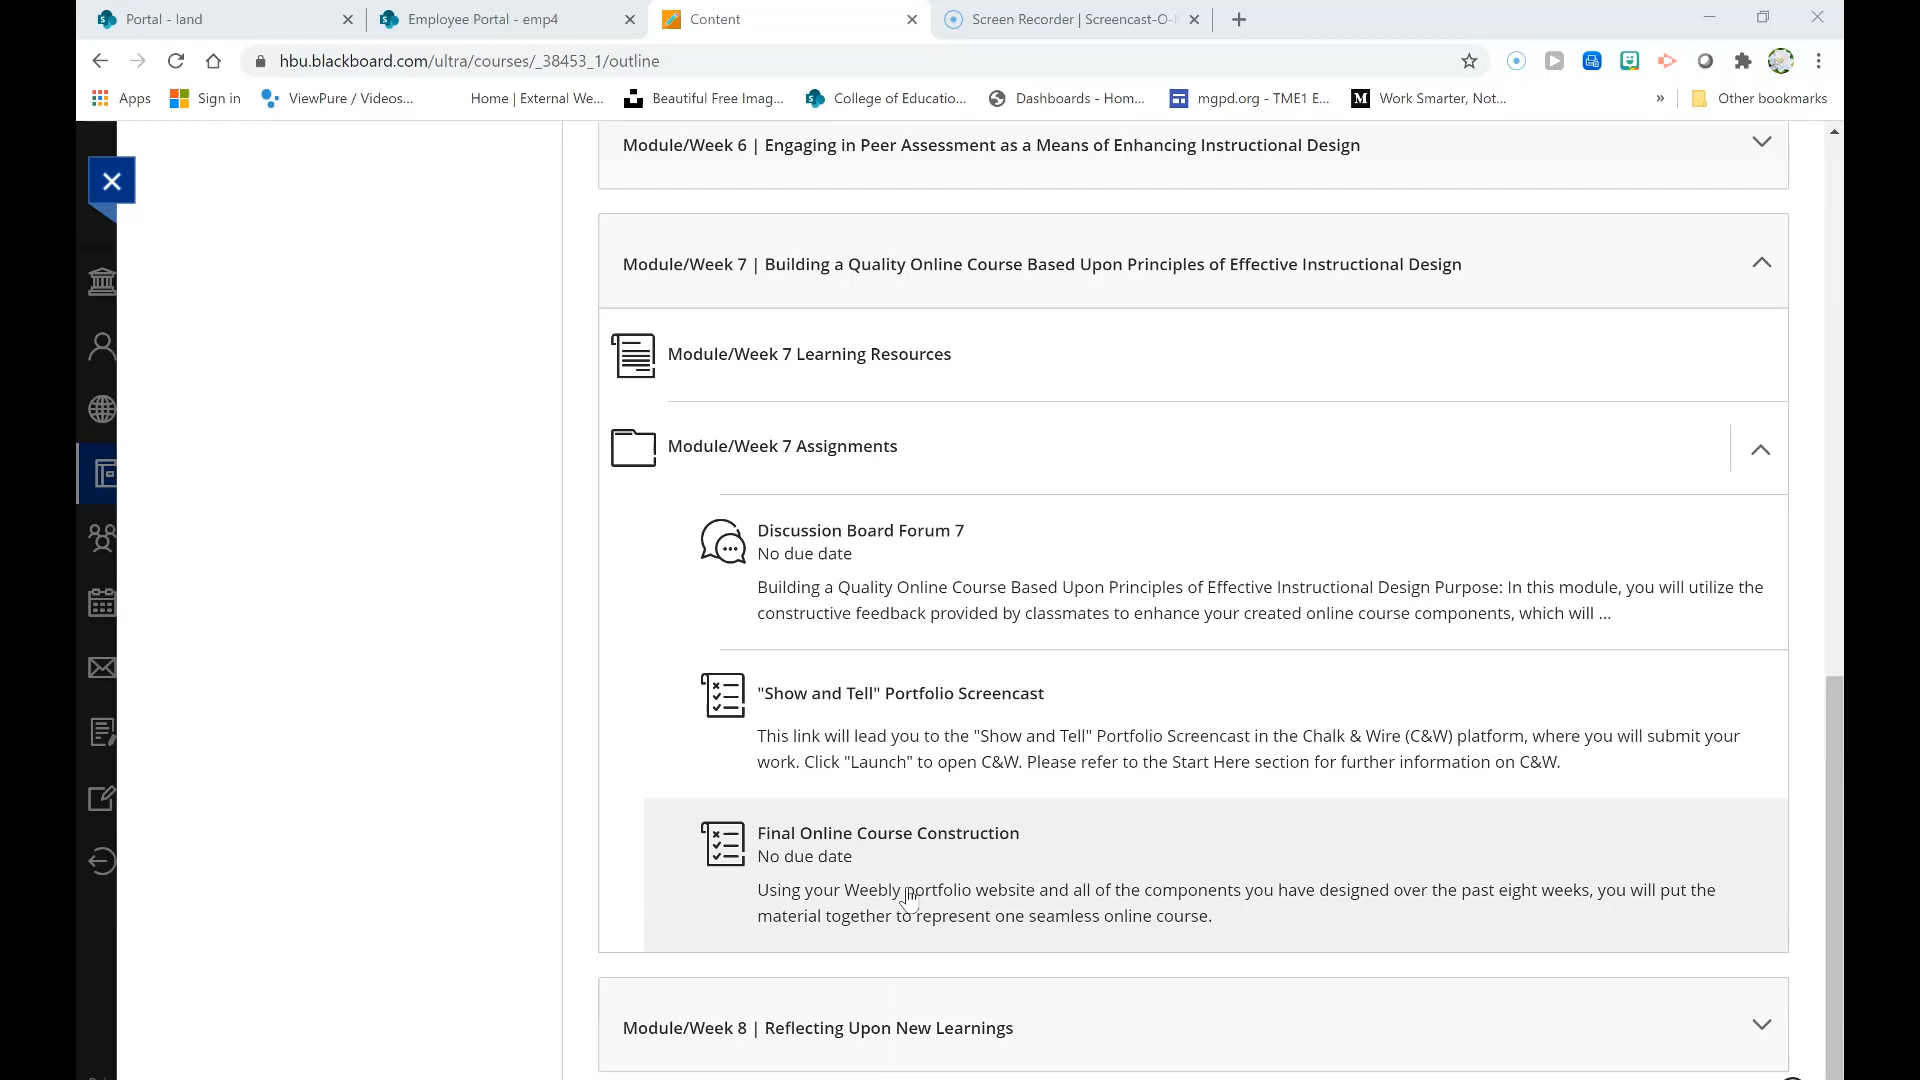 Portal - land
Employee Portal - emp4
Content
Screen Recorder | Screencast-O-
hbu.blackboard.com/ultra/courses/_38453_1/outline
Apps
Sign in
ViewPure / Videos...
Home | External We...
Beautiful Free Imag...
College of Educatio...
Dashboards - Hom...
mgpd.org - TME1 E...
M
Work Smarter, Not...
»
Other bookmarks
Module/Week 6 | Engaging in Peer Assessment as a Means of Enhancing Instructional Design
Module/Week 7 | Building a Quality Online Course Based Upon Principles of Effective Instructional Design
Module/Week 7 Learning Resources
Module/Week 7 Assignments
Discussion Board Forum 7
No due date
Building a Quality Online Course Based Upon Principles of Effective Instructional Design Purpose: In this module, you will utilize the
constructive feedback provided by classmates to enhance your created online course components, which will ...
"Show and Tell" Portfolio Screencast
This link will lead you to the "Show and Tell" Portfolio Screencast in the Chalk & Wire (C&W) platform, where you will submit your
work. Click "Launch" to open C&W. Please refer to the Start Here section for further information on C&W.
Final Online Course Construction
No due date
Using your Weebly portfolio website and all of the components you have designed over the past eight weeks, you will put the
material together to represent one seamless online course.
Module/Week 8 | Reflecting Upon New Learnings